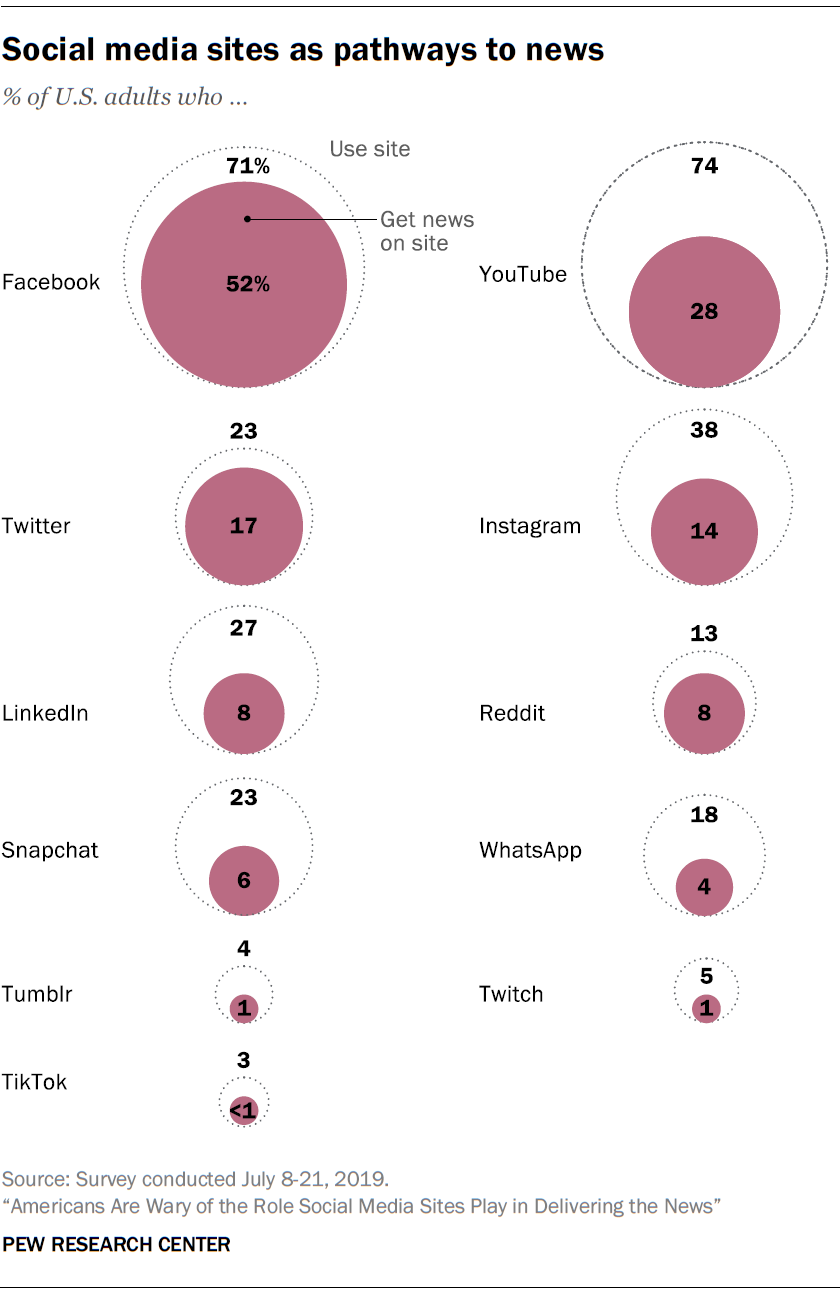 Social media sites as pathways to news
% of U.S. adults who ...
Use site
71%
Get news
on site
Facebook
52%
74
YouTube
28
23
Twitter
17
38
Instagram
14
27
LinkedIn
8
13
Reddit
8
23
Snapchat
6
18
WhatsApp
4
4
Tumblr
1
5
Twitch
1
3
TikTok
<1
Source: Survey conducted July 8-21, 2019.
“Americans Are Wary of the Role Social Media Sites Play in Delivering the News”
PEW RESEARCH CENTER